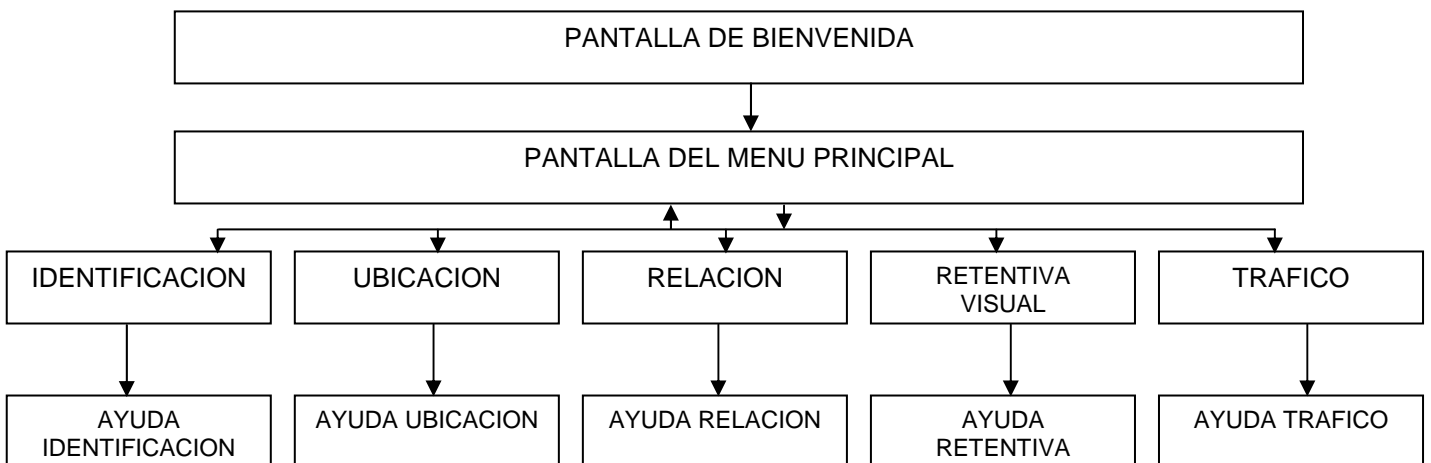 PANTALLA DE BIENVENIDA
PANTALLA DEL MENU PRINCIPAL
IDENTIFICACION
UBICACION
RELACION
RETENTIVA
VISUAL
TRAFICO
AYUDA
IDENTIFICACION
AYUDA UBICACION
AYUDA RELACION
AYUDA
RETENTIVA
AYUDA TRAFICO